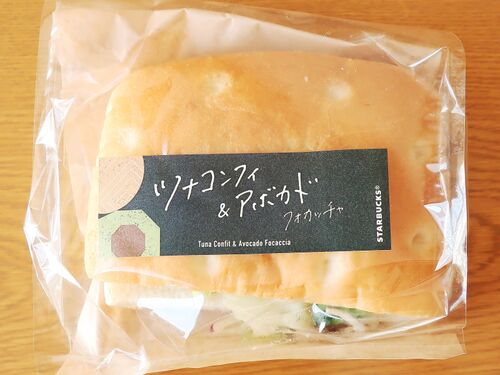 ツナコンフィ
& アボカド
フォカッチャ
Tuna Confit & Avocado Focaccia
STARBUCKS®